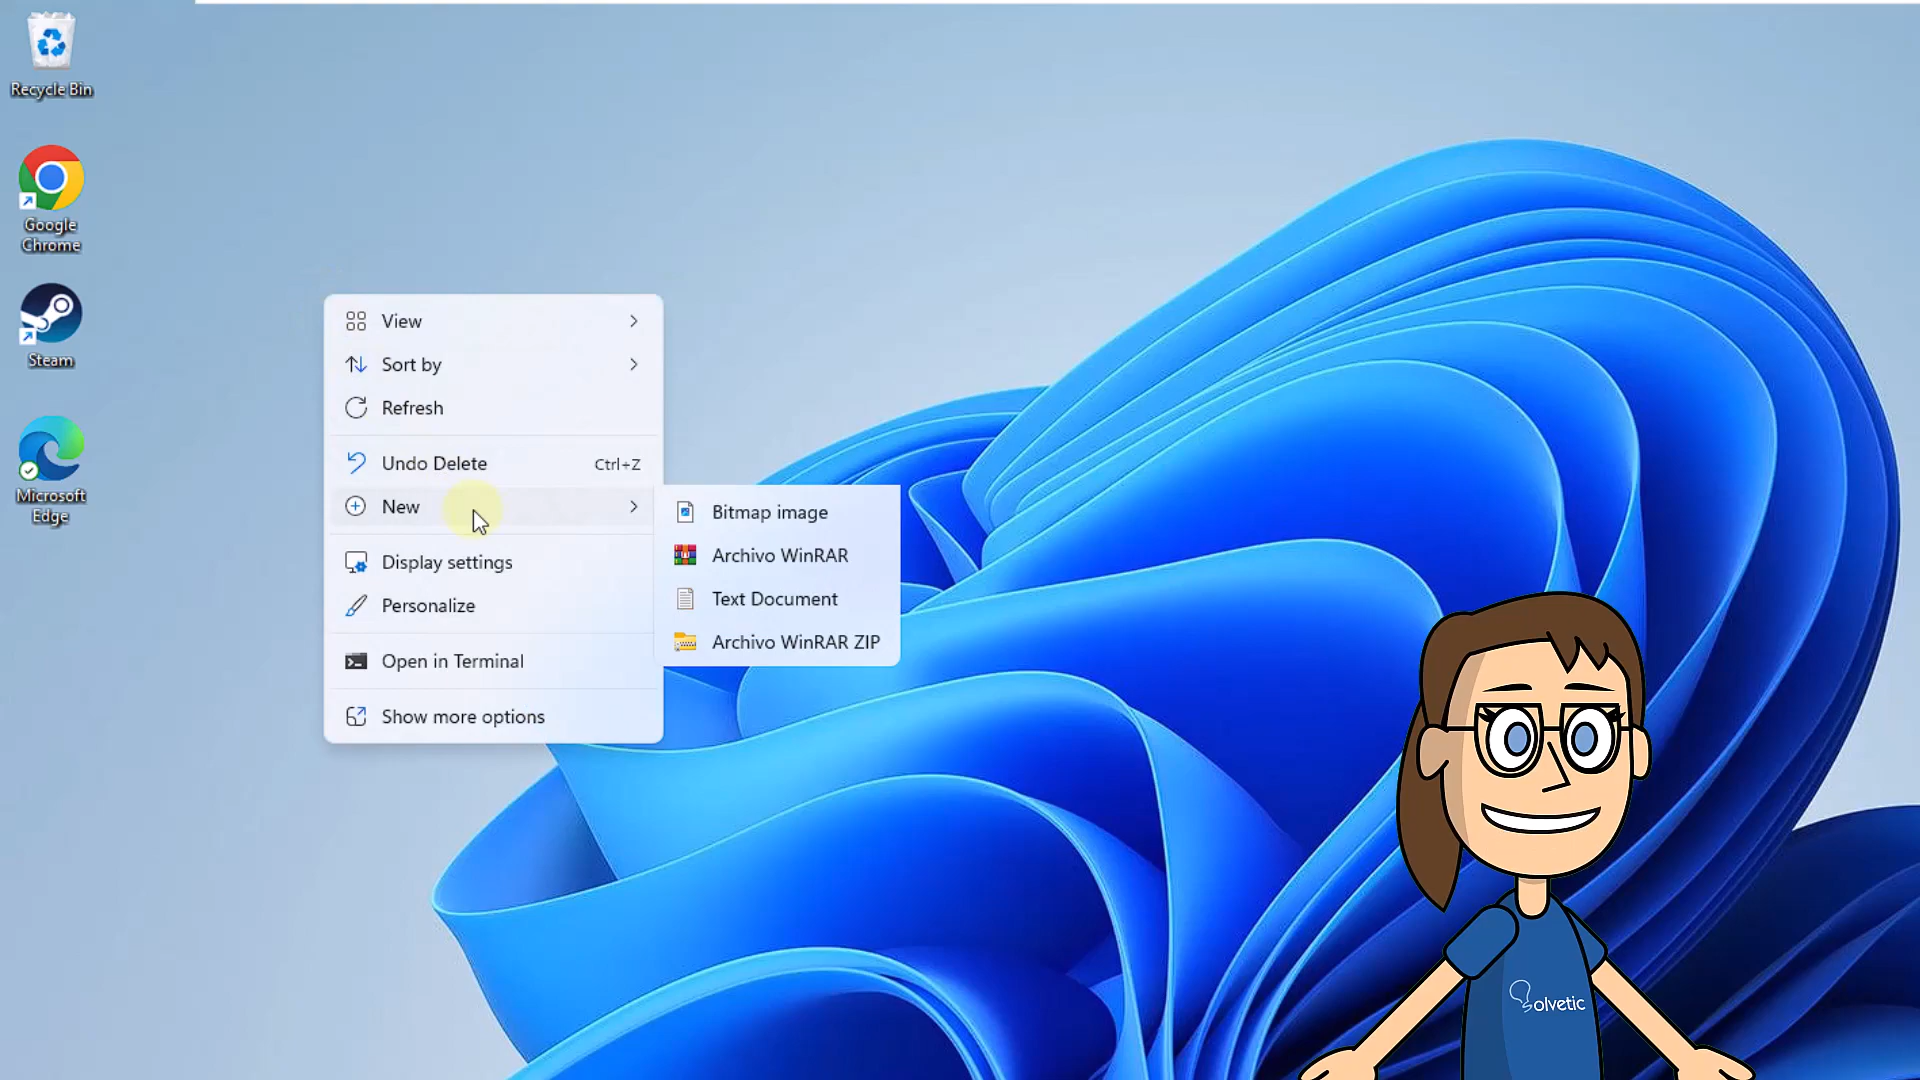 Recycle Bin
Google
Chrome
Steam
Microsoft
Edge
View
Sort by
Refresh
Undo Delete Ctrl+Z
New
Display settings
Personalize
Open in Terminal
Show more options
Bitmap image
Archivo WinRAR
Text Document
Archivo WinRAR ZIP
Solvetic